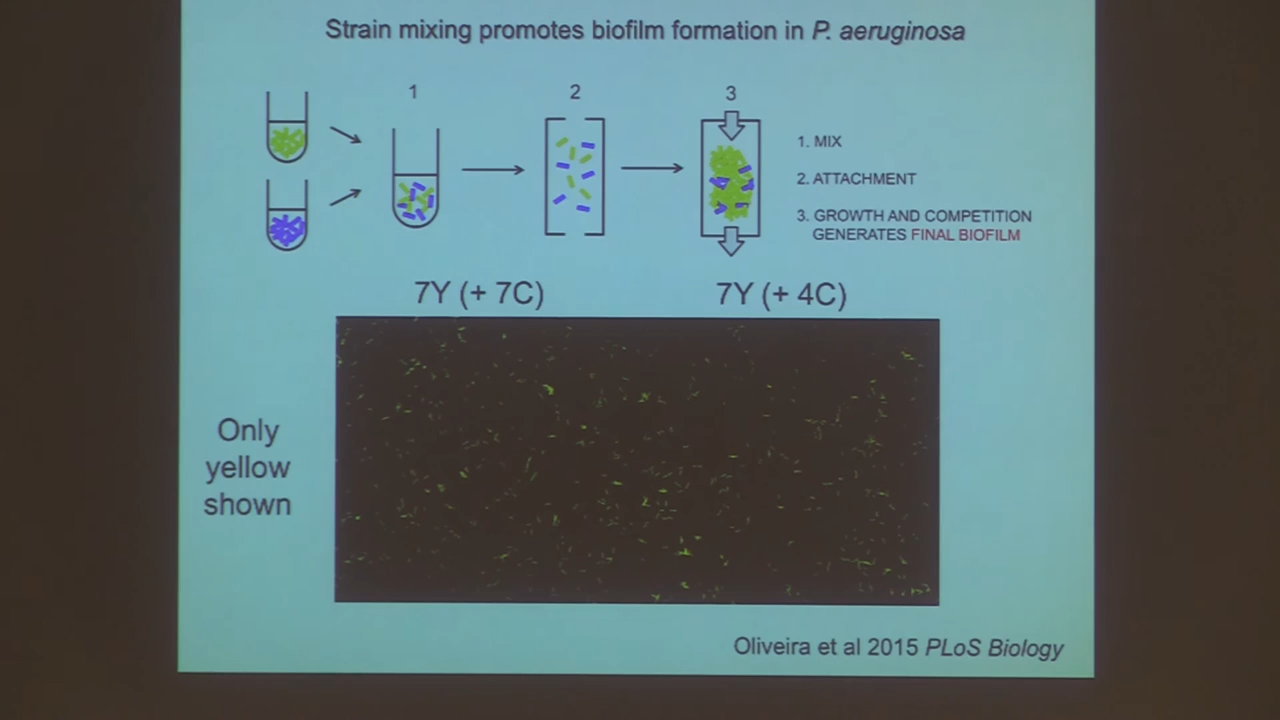 Strain mixing promotes biofilm formation in P. aeruginosa
1
2
3
1. MIX
2. ATTACHMENT
3. GROWTH AND COMPETITION
GENERATES FINAL BIOFILM
7Y (+ 7C)
7Y (+ 4C)
Only
yellow
shown
Oliveira et al 2015 PLoS Biology